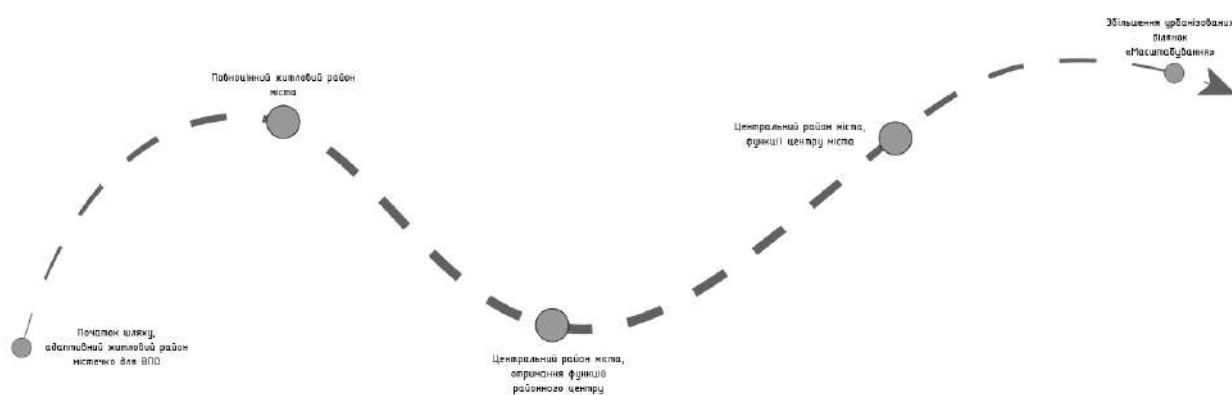 Початок шляху,
адаптивний житловий район
містечко для ВПО
Повноцінний житловий район
міста
Центральний район міста,
отримання функцій
районного центру
Центральний район міста,
функції центру міста
Збільшення урбанізованих
ділянок
«Масштабування»